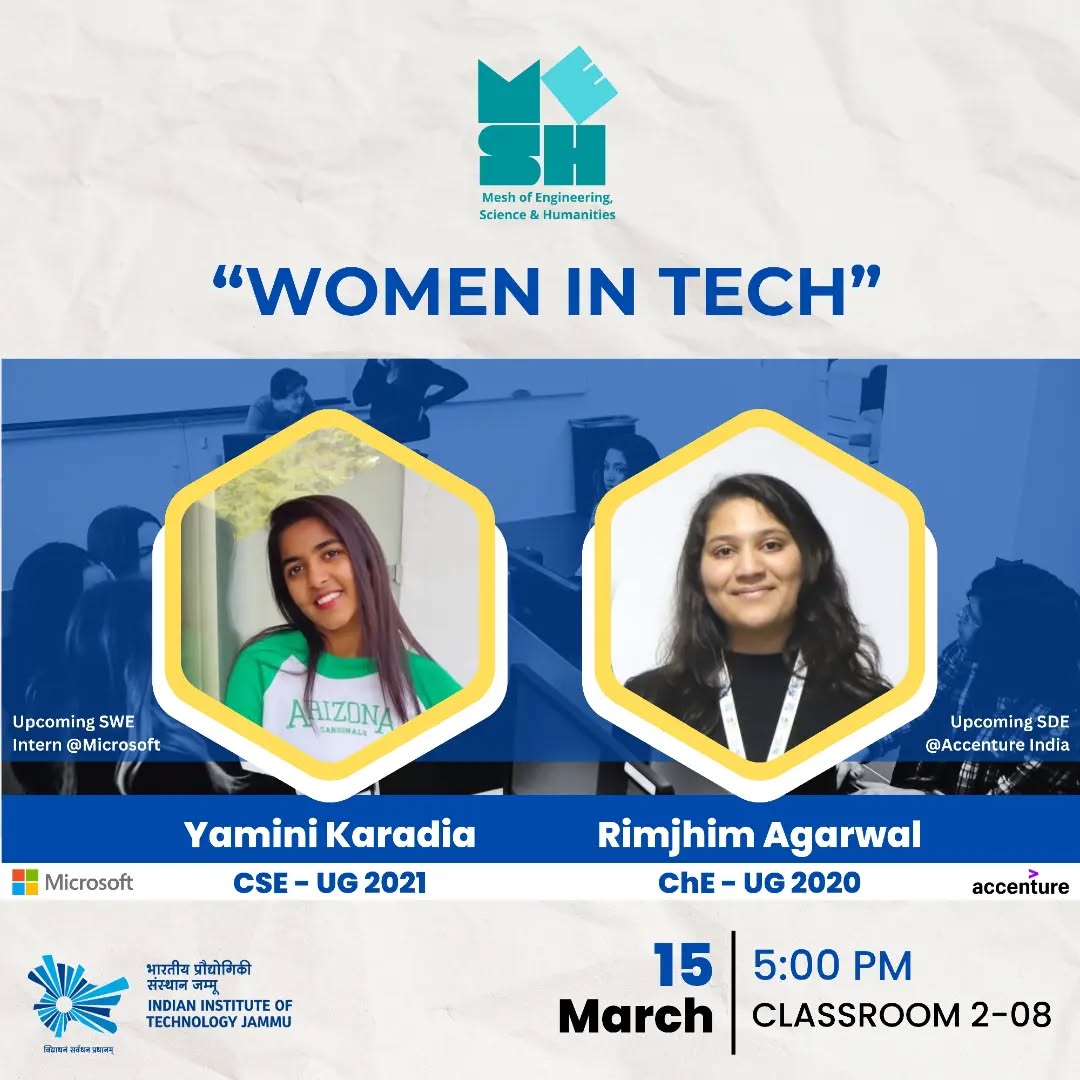 MESH
Mesh of Engineering,
Science & Humanities
“WOMEN IN TECH”
ARIZONA
CARDINALS
Upcoming SWE
Intern @Microsoft
Upcoming SDE
@Accenture India
Yamini Karadia
Rimjhim Agarwal
Microsoft
CSE – UG 2021
ChE – UG 2020
accenture
भारतीय प्रौद्योगिकी
संस्थान जम्मू
INDIAN INSTITUTE OF
TECHNOLOGY JAMMU
विद्याधनं सर्वधन प्रधानम्
15
March
5:00 PM
CLASSROOM 2-08